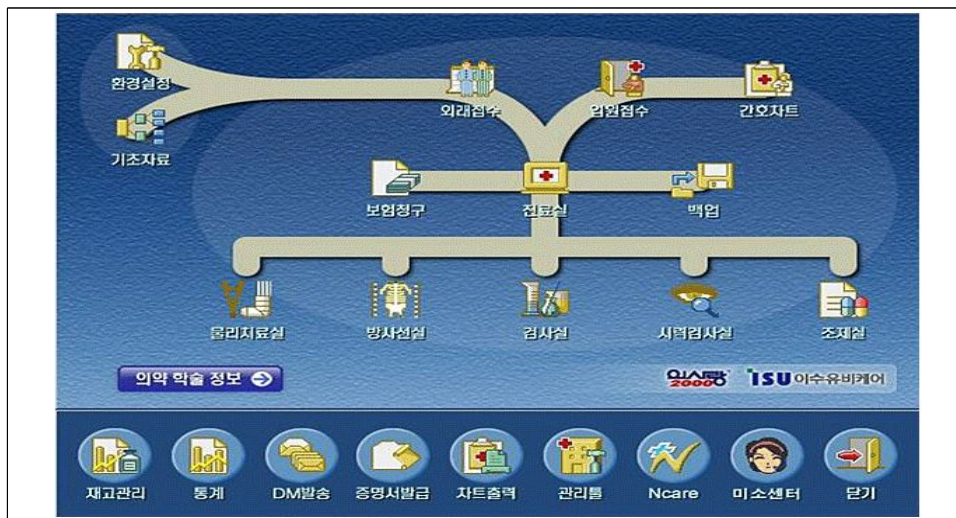 환경설정
외래접수
입원접수
간호차트
기초자료
보험청구
진료실
백업
물리치료실
방사선실
검사실
시력검사실
조제실
의약 학술 정보
의사랑
2000
ISU 이수유비케어
재고관리
통계
DM발송
증명서발급
차트출력
관리툴
Ncare
미소센터
닫기